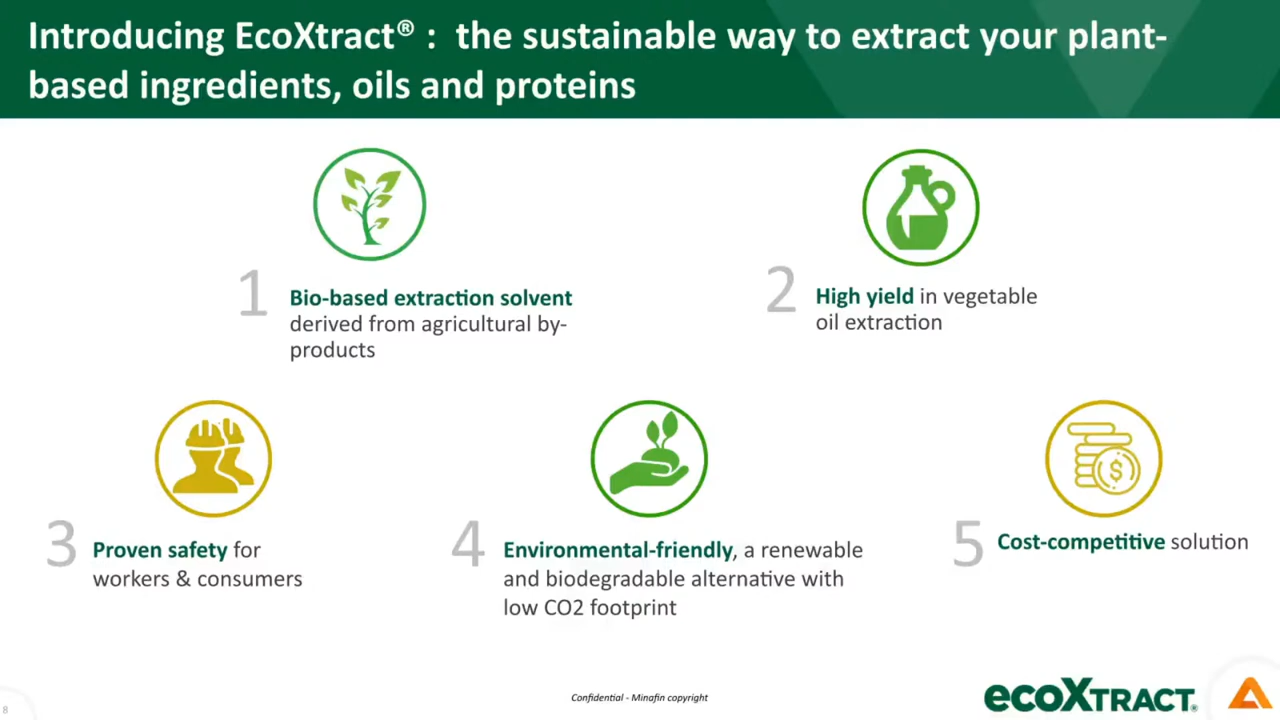 Introducing EcoXtract® :  the sustainable way to extract your plant-
based ingredients, oils and proteins
1
Bio-based extraction solvent
derived from agricultural by-
products
2
High yield in vegetable
oil extraction
3
Proven safety for
workers & consumers
4
Environmental-friendly, a renewable
and biodegradable alternative with
low CO2 footprint
5
Cost-competitive solution
$
8
Confidential - Minafin copyright
ecoXtract®